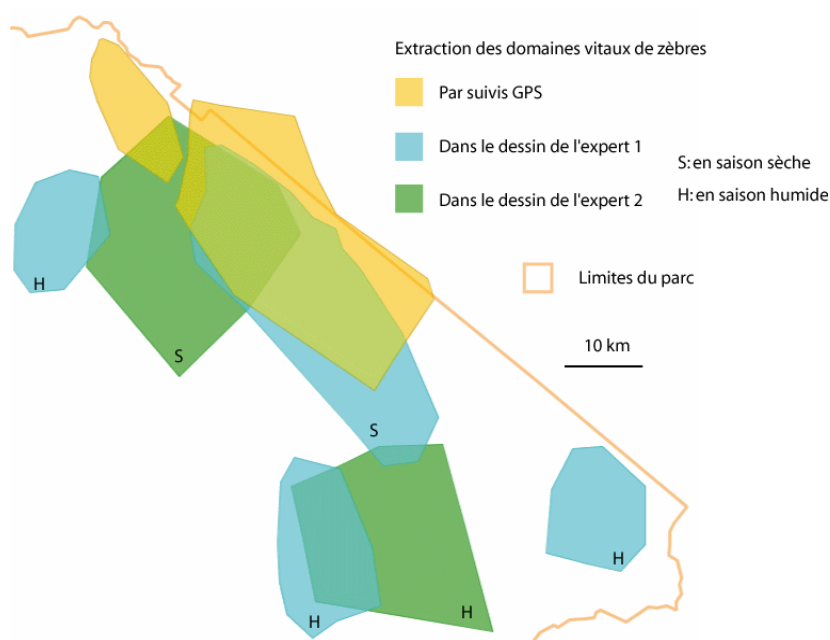 Extraction des domaines vitaux de zèbres
Par suivis GPS
Dans le dessin de l'expert 1
Dans le dessin de l'expert 2
S: en saison sèche
H: en saison humide
Limites du parc
10 km
H
S
S
H
H
H